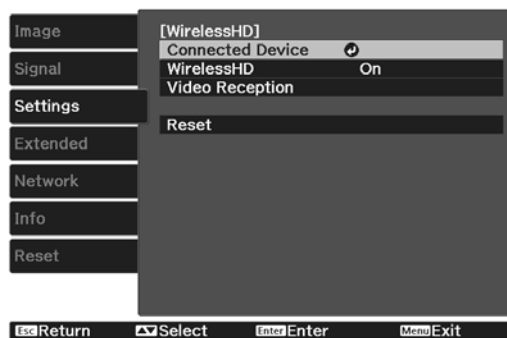 Image
Signal
Settings
Extended
Network
Info
Reset
[WirelessHD]
Connected Device
WirelessHD On
Video Reception
Reset
Esc Return Select Enter Enter Menu Exit